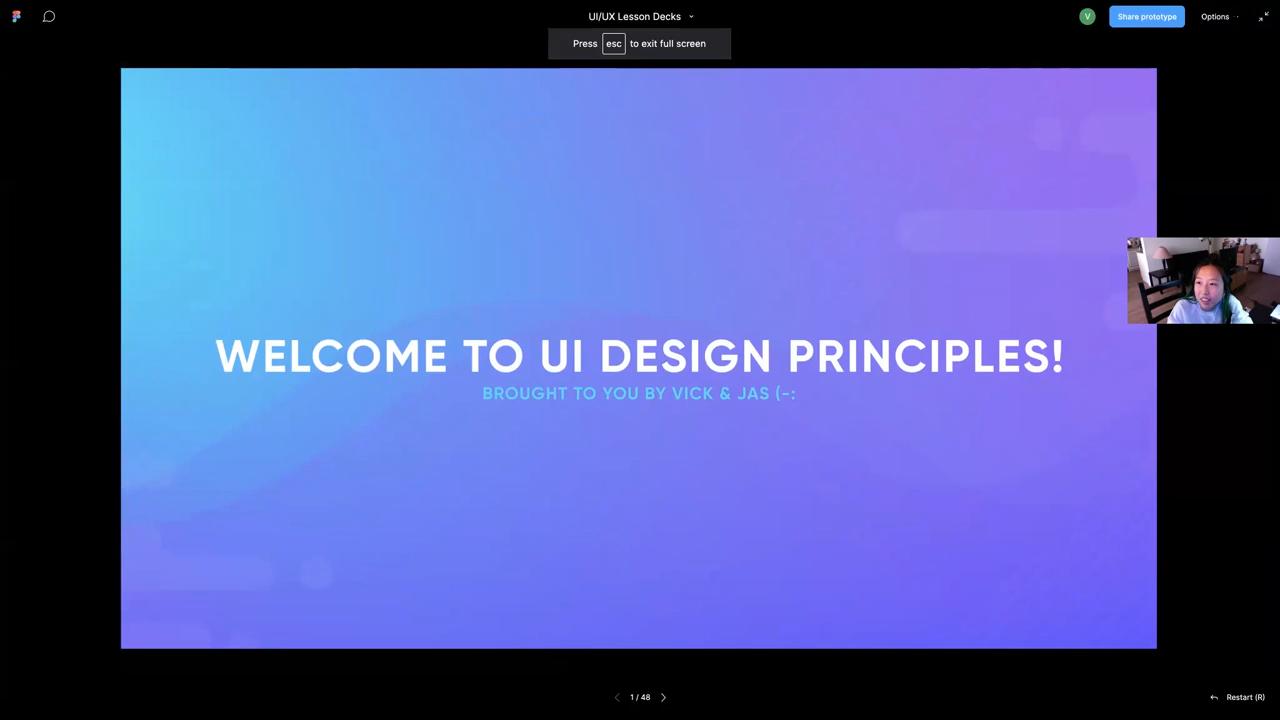 UI/UX Lesson Decks
V
Share prototype
Options
Press esc to exit full screen
WELCOME TO UI DESIGN PRINCIPLES!
BROUGHT TO YOU BY VICK & JAS (-:
1 / 48
Restart (R)